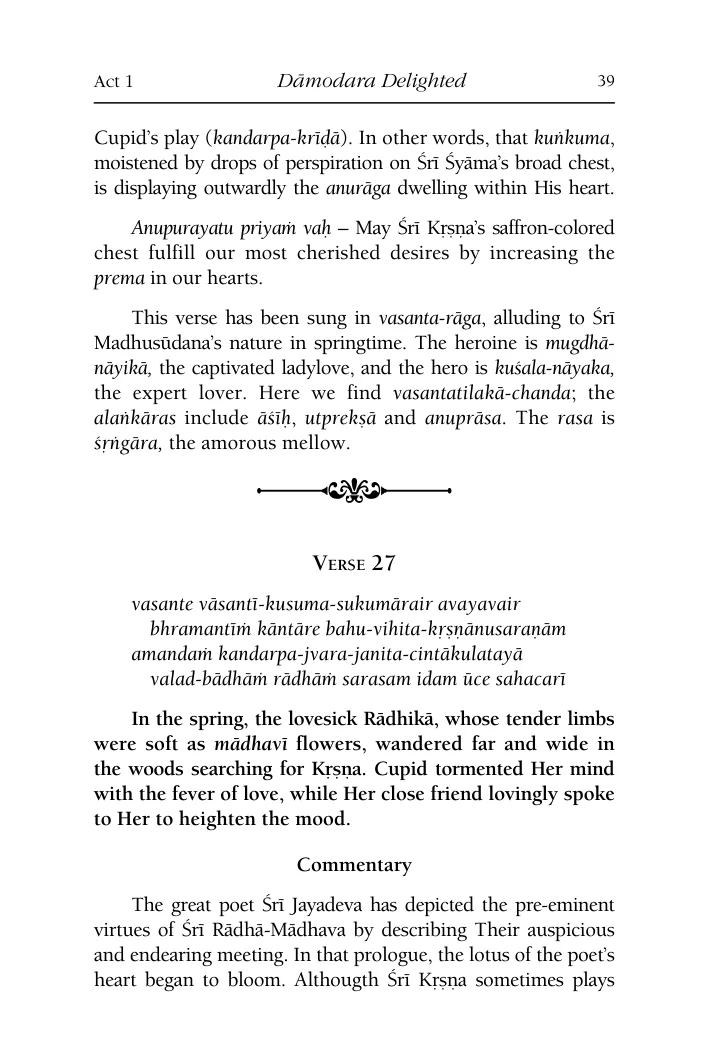 Act 1 Dāmodara Delighted 39
Cupid’s play (kandarpa-krīḍā). In other words, that kuṅkuma,
moistened by drops of perspiration on Śrī Śyāma’s broad chest,
is displaying outwardly the anurāga dwelling within His heart.
Anupurayatu priyaṁ vaḥ – May Śrī Kṛṣṇa’s saffron-colored
chest fulfill our most cherished desires by increasing the
prema in our hearts.
This verse has been sung in vasanta-rāga, alluding to Śrī
Madhusūdana’s nature in springtime. The heroine is mugdhā-
nāyikā, the captivated ladylove, and the hero is kuśala-nāyaka,
the expert lover. Here we find vasantatilakā-chanda; the
alaṅkāras include āśīḥ, utprekṣā and anuprāsa. The rasa is
śṛṅgāra, the amorous mellow.
Verse 27
vasante vāsantī-kusuma-sukumārair avayavair
bhramantīṁ kāntāre bahu-vihita-kṛṣṇānusaraṇām
amandaṁ kandarpa-jvara-janita-cintākulatayā
valad-bādhāṁ rādhāṁ sarasam idam ūce sahacarī
In the spring, the lovesick Rādhikā, whose tender limbs
were soft as mādhavī flowers, wandered far and wide in
the woods searching for Kṛṣṇa. Cupid tormented Her mind
with the fever of love, while Her close friend lovingly spoke
to Her to heighten the mood.
Commentary
The great poet Śrī Jayadeva has depicted the pre-eminent
virtues of Śrī Rādhā-Mādhava by describing Their auspicious
and endearing meeting. In that prologue, the lotus of the poet’s
heart began to bloom. Althougth Śrī Kṛṣṇa sometimes plays